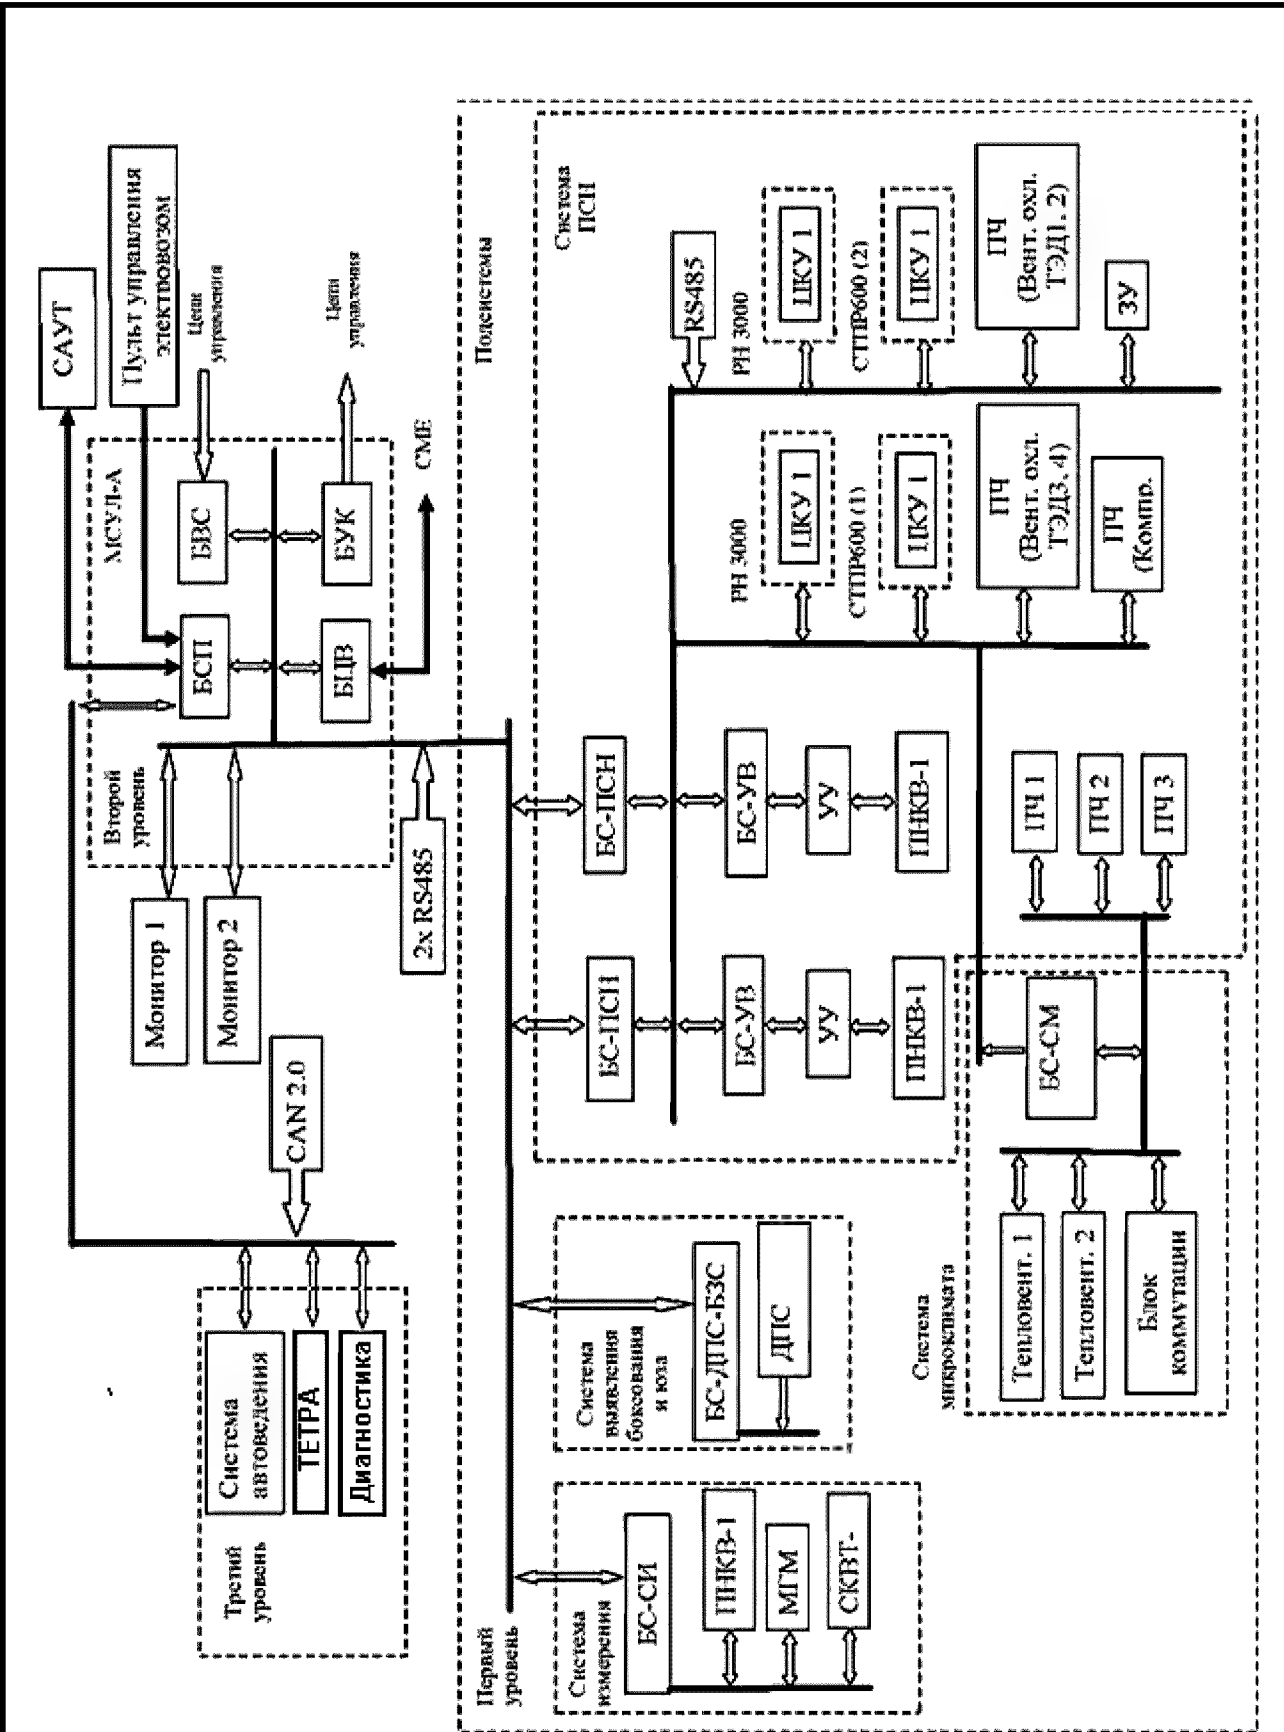 Третий
уровень
Система
автоведения
ТЕТРА
Диагностика
CAN 2.0
Монитор 1
Монитор 2
2x RS485
Второй
уровень
МСУЛ-А
БСП
БВС
БЦВ
БУК
САУТ
Пульт управления
электровозом
Цепи
управления
Цепи
управления
СМЕ
Первый
уровень
Подсистемы
Система
измерения
БС-СИ
ПНКВ-1
МГМ
СКВТ-
Система
выявления
боксования
и юза
БС-ДПС-БЗС
ДПС
Система
ПСН
БС-ПСН
БС-ПСН
БС-УВ
БС-УВ
УУ
УУ
ПНКВ-1
ПНКВ-1
RS485
РН 3000
ЦКУ 1
РН 3000
ЦКУ 1
СТПР600 (1)
ЦКУ 1
СТПР600 (2)
ЦКУ 1
ПЧ
(Вент. охл.
ТЭД3. 4)
ПЧ
(Вент. охл.
ТЭД1. 2)
ПЧ
(Компр.
ЗУ
Система
микроклимата
Тепловент. 1
Тепловент. 2
Блок
коммутации
БС-СМ
ПЧ 1
ПЧ 2
ПЧ 3